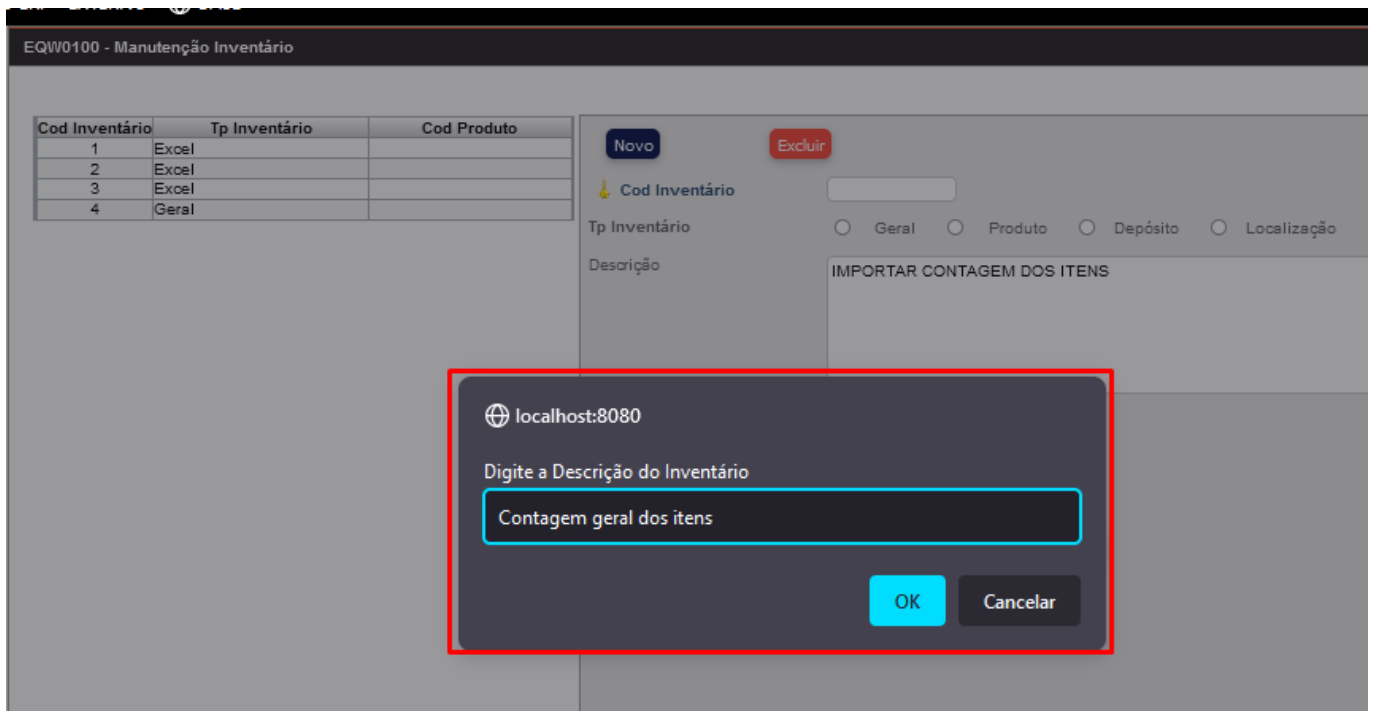 EQW0100 - Manutenção Inventário
Cod Inventário Tp Inventário Cod Produto
1 Excel
2 Excel
3 Excel
4 Geral
Novo Excluir
Cod Inventário
Tp Inventário Geral Produto Depósito Localização
Descrição IMPORTAR CONTAGEM DOS ITENS
localhost:8080
Digite a Descrição do Inventário
Contagem geral dos itens
OK Cancelar